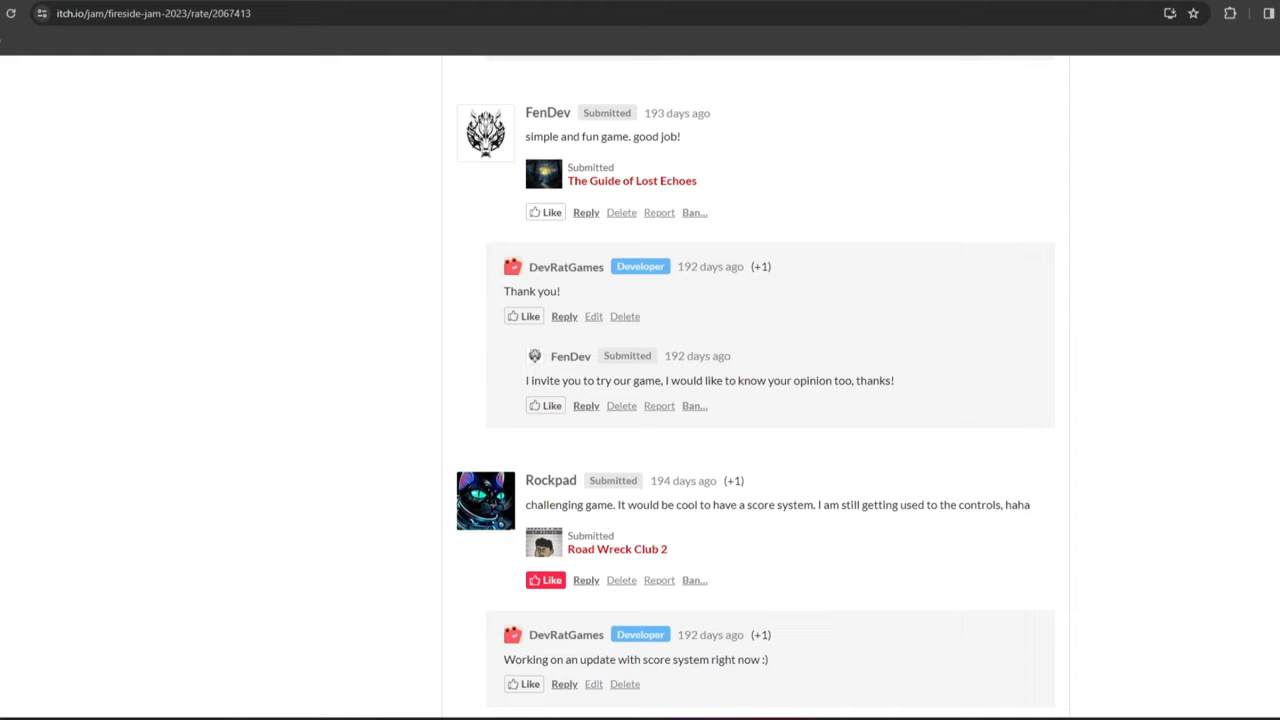 itch.io/jam/fireside-jam-2023/rate/2067413
FenDev Submitted 193 days ago
simple and fun game. good job!
Submitted
The Guide of Lost Echoes
Like Reply Delete Report Ban...
DevRatGames Developer 192 days ago (+1)
Thank you!
Like Reply Edit Delete
FenDev Submitted 192 days ago
I invite you to try our game, I would like to know your opinion too, thanks!
Like Reply Delete Report Ban...
Rockpad Submitted 194 days ago (+1)
challenging game. It would be cool to have a score system. I am still getting used to the controls, haha
Submitted
Road Wreck Club 2
Like Reply Delete Report Ban...
DevRatGames Developer 192 days ago (+1)
Working on an update with score system right now :)
Like Reply Edit Delete